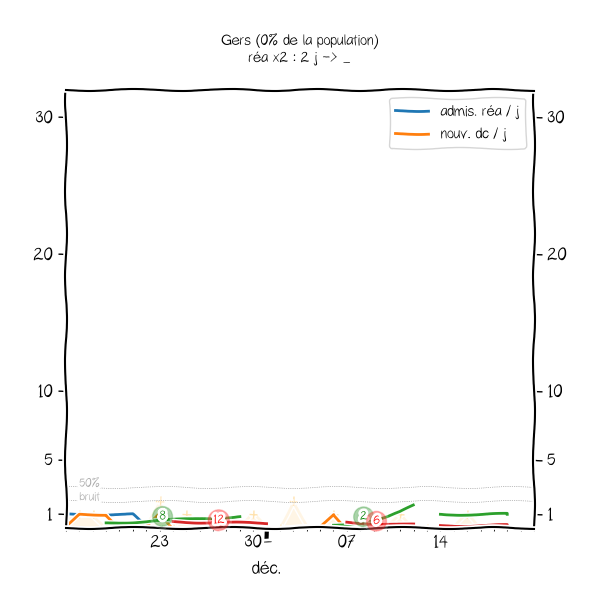 Gers (0% de la population)
réa x2 : 2 j -> _
admis. réa / j
nouv. dc / j
30 30
20 20
10 10
5 5
50%
bruit
1 8 12 2 6 1
23 30 07 14
déc.